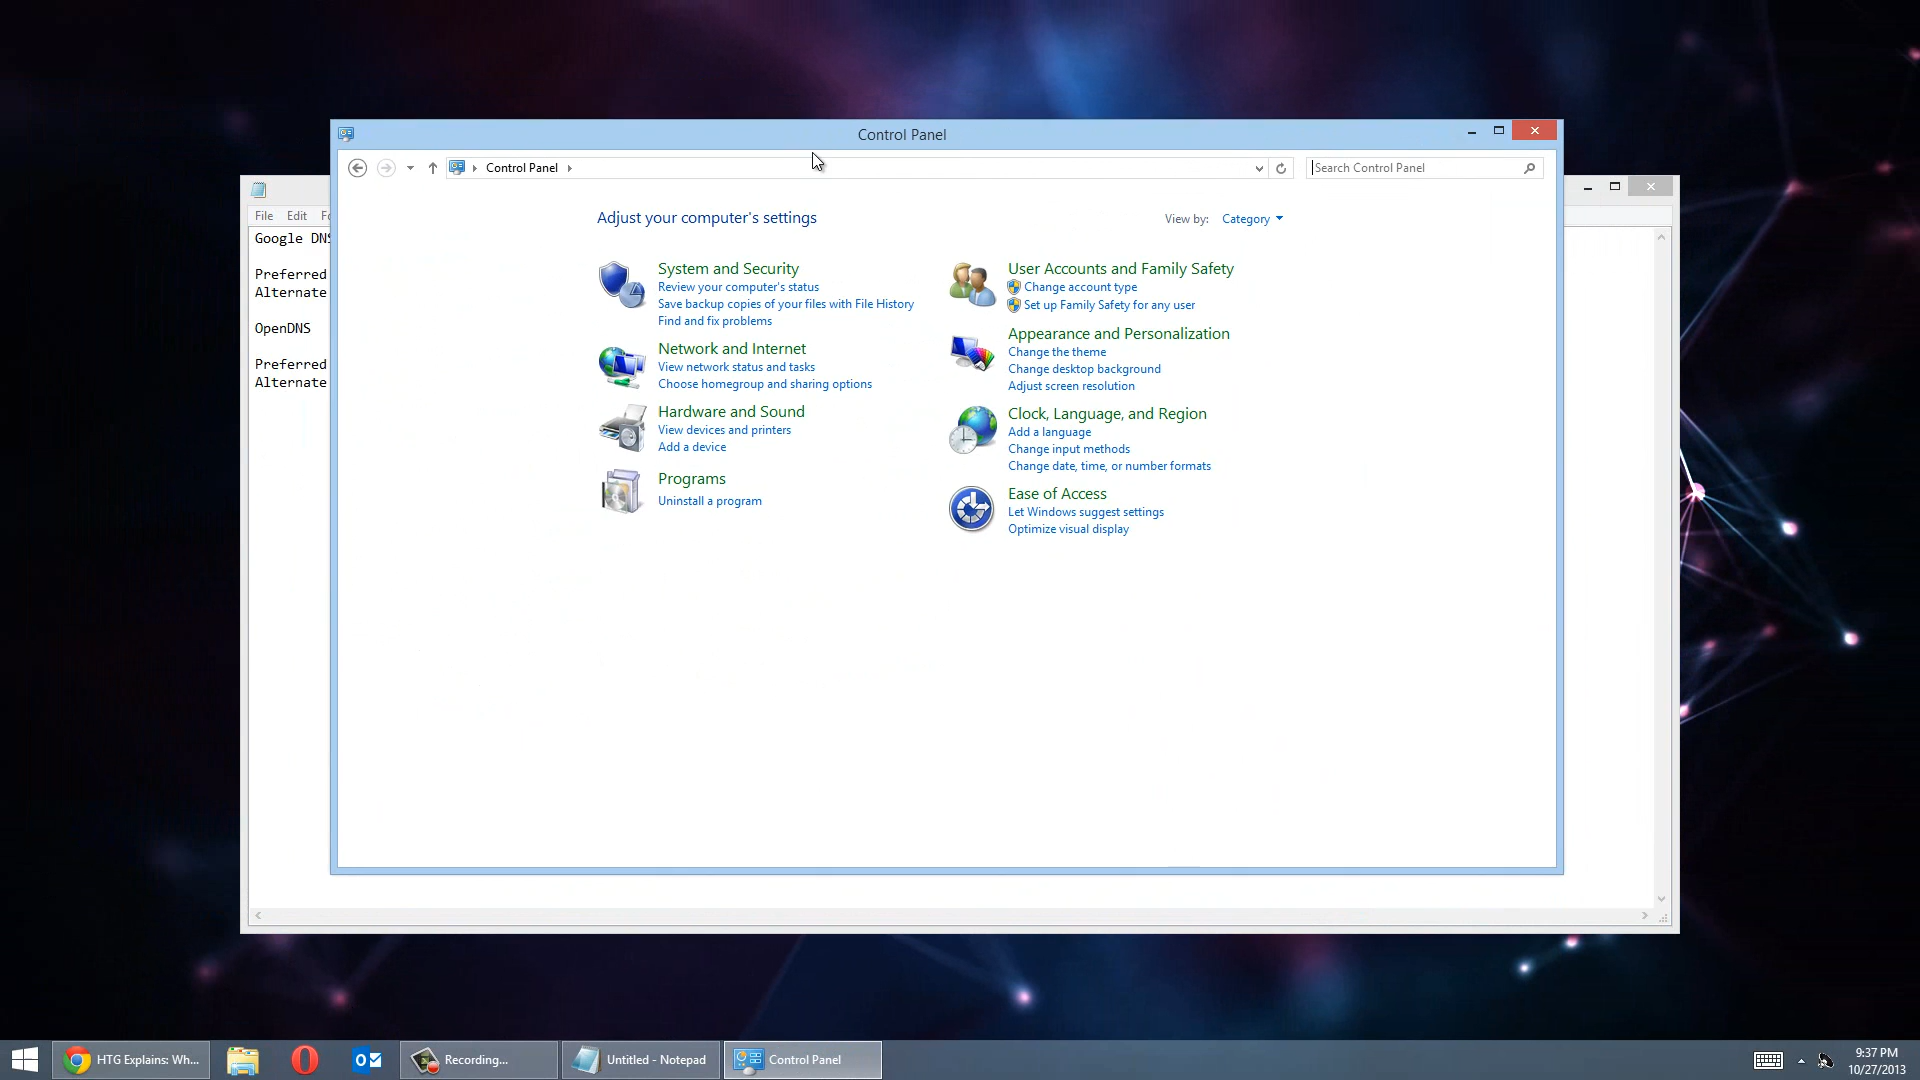 Control Panel
Control Panel
Search Control Panel
File Edit
Google DNS
Preferred
Alternate
OpenDNS
Preferred
Alternate
Adjust your computer's settings
View by: Category
System and Security
Review your computer's status
Save backup copies of your files with File History
Find and fix problems
Network and Internet
View network status and tasks
Choose homegroup and sharing options
Hardware and Sound
View devices and printers
Add a device
Programs
Uninstall a program
User Accounts and Family Safety
Change account type
Set up Family Safety for any user
Appearance and Personalization
Change the theme
Change desktop background
Adjust screen resolution
Clock, Language, and Region
Add a language
Change input methods
Change date, time, or number formats
Ease of Access
Let Windows suggest settings
Optimize visual display
HTG Explains: Wh...
Recording...
Untitled - Notepad
Control Panel
9:37 PM
10/27/2013